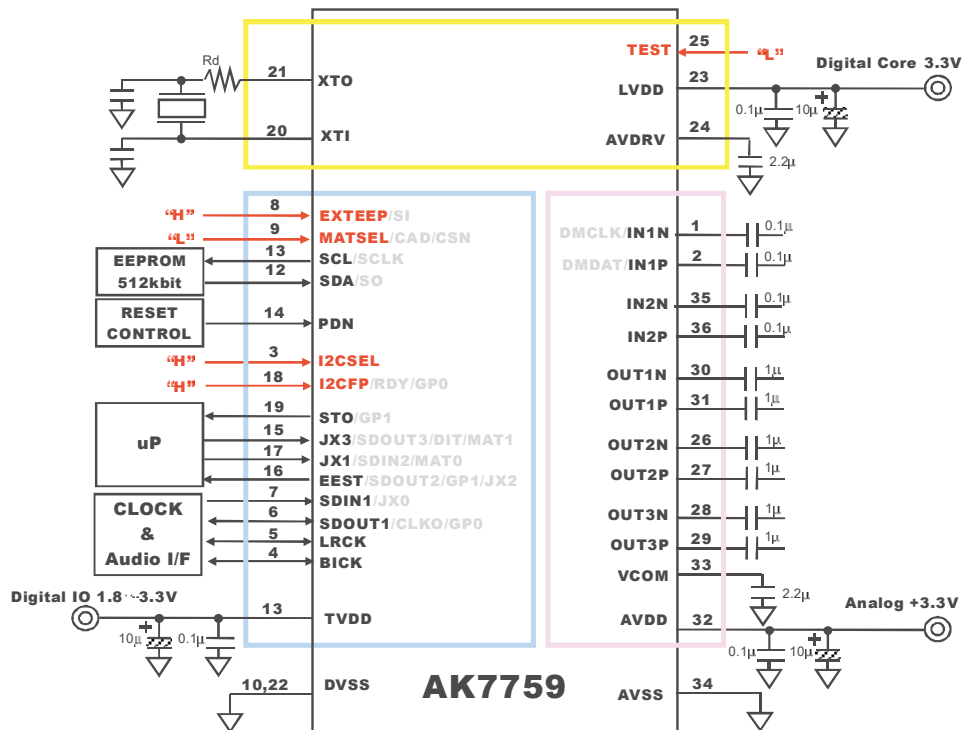 25
TEST
"L"
Rd
21
XTO
23
LVDD
Digital Core 3.3V
0.1μ
10μ
+
20
XTI
24
AVDRV
2.2μ
"H"
8
EXTEEP/SI
"L"
9
MATSEL/CAD/CSN
EEPROM
512kbit
13
SCL/SCLK
12
SDA/SO
RESET
CONTROL
14
PDN
"H"
3
I2CSEL
"H"
18
I2CFP/RDY/GP0
uP
19
STO/GP1
15
JX3/SDOUT3/DIT/MAT1
17
JX1/SDIN2/MAT0
16
EEST/SDOUT2/GP1/JX2
CLOCK
&
Audio I/F
7
SDIN1/JX0
6
SDOUT1/CLKO/GP0
5
LRCK
4
BICK
Digital IO 1.8~3.3V
13
TVDD
+
10μ
0.1μ
10,22
DVSS
DMCLK/IN1N
1
0.1μ
DMDAT/IN1P
2
0.1μ
IN2N
35
0.1μ
IN2P
36
0.1μ
OUT1N
30
1μ
OUT1P
31
1μ
OUT2N
26
1μ
OUT2P
27
1μ
OUT3N
28
1μ
OUT3P
29
1μ
VCOM
33
2.2μ
AVDD
32
Analog +3.3V
0.1μ
10μ
+
AVSS
34
AK7759